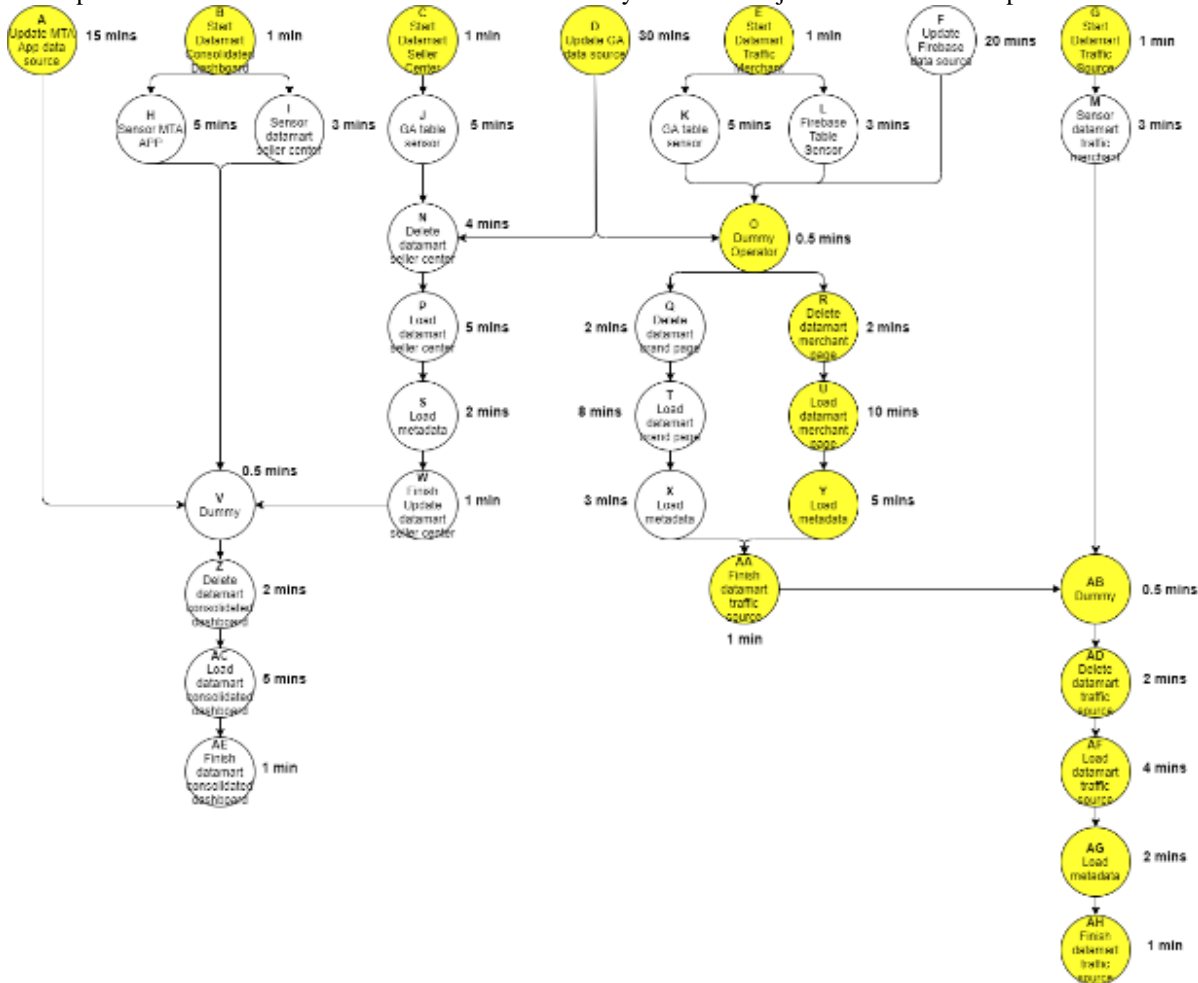 A
Update MTA
App data
source
15 mins
B
Start
Datamart
Consolidated
Dashboard
1 min
C
Start
Datamart
Seller
Center
1 min
D
Update GA
data source
30 mins
E
Start
Datamart
Traffic
Merchant
1 min
F
Update
Firebase
data source
20 mins
G
Start
Datamart
Traffic
Source
1 min
H
Sensor MTA
APP
5 mins
I
Sensor
datamart
seller center
3 mins
J
GA table
sensor
5 mins
K
GA table
sensor
5 mins
L
Firebase
Table
Sensor
3 mins
M
Sensor
datamart
traffic
merchant
3 mins
N
Delete
datamart
seller center
4 mins
O
Dummy
Operator
0.5 mins
P
Load
datamart
seller center
5 mins
2 mins
Q
Delete
datamart
brand page
R
Delete
datamart
merchant
page
2 mins
S
Load
metadata
2 mins
8 mins
T
Load
datamart
brand page
U
Load
datamart
merchant
page
10 mins
0.5 mins
V
Dummy
W
Finish
Update
datamart
seller center
1 min
3 mins
X
Load
metadata
Y
Load
metadata
5 mins
Z
Delete
datamart
consolidated
dashboard
2 mins
AA
Finish
datamart
traffic
source
1 min
AB
Dummy
0.5 mins
AC
Load
datamart
consolidated
dashboard
5 mins
AD
Delete
datamart
traffic
source
2 mins
AE
Finish
datamart
consolidated
dashboard
1 min
AF
Load
datamart
traffic
source
4 mins
AG
Load
metadata
2 mins
AH
Finish
datamart
traffic
source
1 min